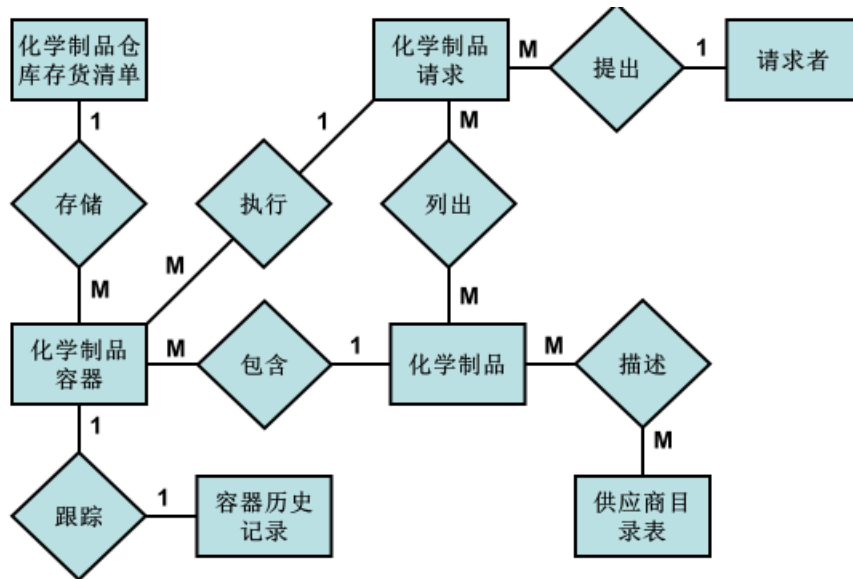 化学制品仓
库存货清单
化学制品
请求
M
提出
1
请求者
1
1
M
存储
执行
列出
M
M
M
化学制品
容器
M
包含
1
化学制品
M
描述
1
M
跟踪
1
容器历史
记录
供应商目
录表